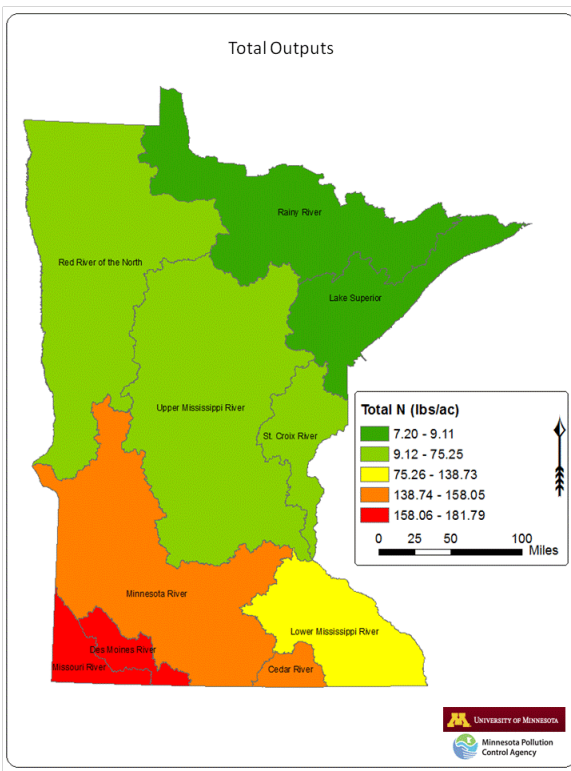 Total Outputs
Rainy River
Red River of the North
Lake Superior
Upper Mississippi River
St. Croix River
Total N (lbs/ac)
7.20 - 9.11
9.12 - 75.25
75.26 - 138.73
138.74 - 158.05
158.06 - 181.79
0 25 50 100
Miles
Minnesota River
Lower Mississippi River
Des Moines River
Missouri River
Cedar River
M UNIVERSITY OF MINNESOTA
Minnesota Pollution
Control Agency